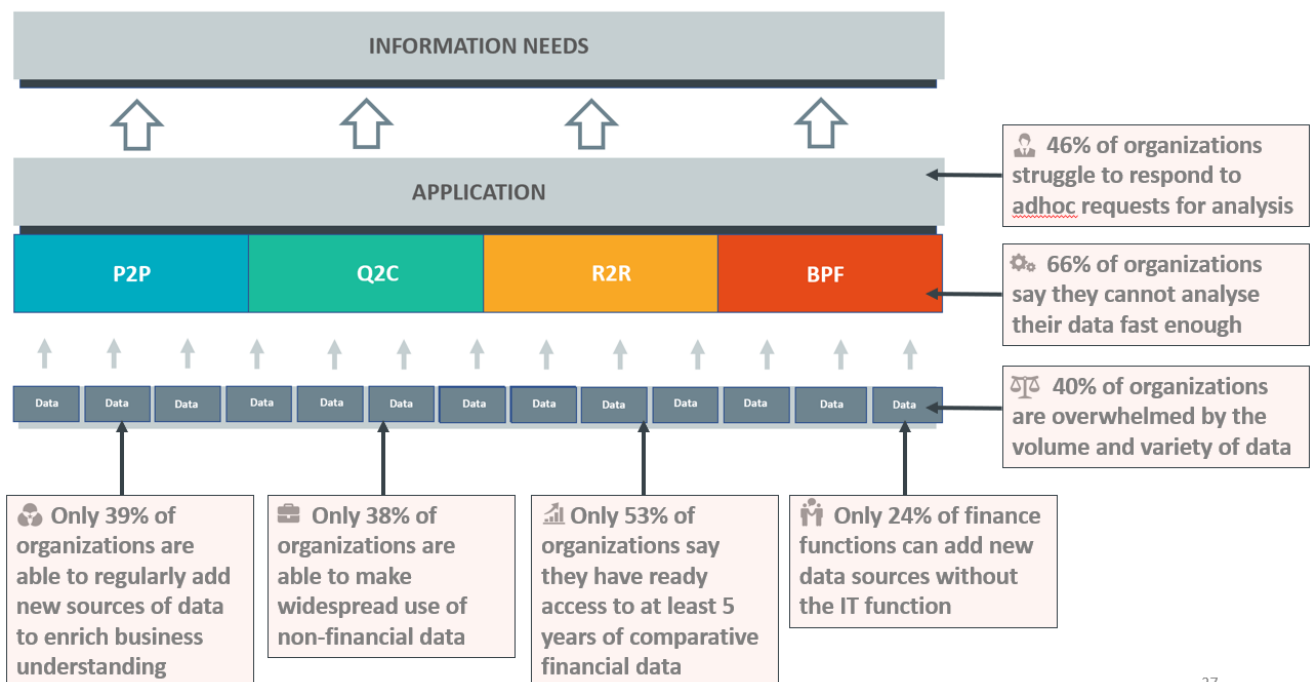 INFORMATION NEEDS
APPLICATION
P2P
Q2C
R2R
BPF
Data
Data
Data
Data
Data
Data
Data
Data
Data
Data
Data
Data
Data
46% of organizations
struggle to respond to
adhoc requests for analysis
66% of organizations
say they cannot analyse
their data fast enough
40% of organizations
are overwhelmed by the
volume and variety of data
Only 39% of
organizations are
able to regularly add
new sources of data
to enrich business
understanding
Only 38% of
organizations are
able to make
widespread use of
non-financial data
Only 53% of
organizations say
they have ready
access to at least 5
years of comparative
financial data
Only 24% of finance
functions can add new
data sources without
the IT function